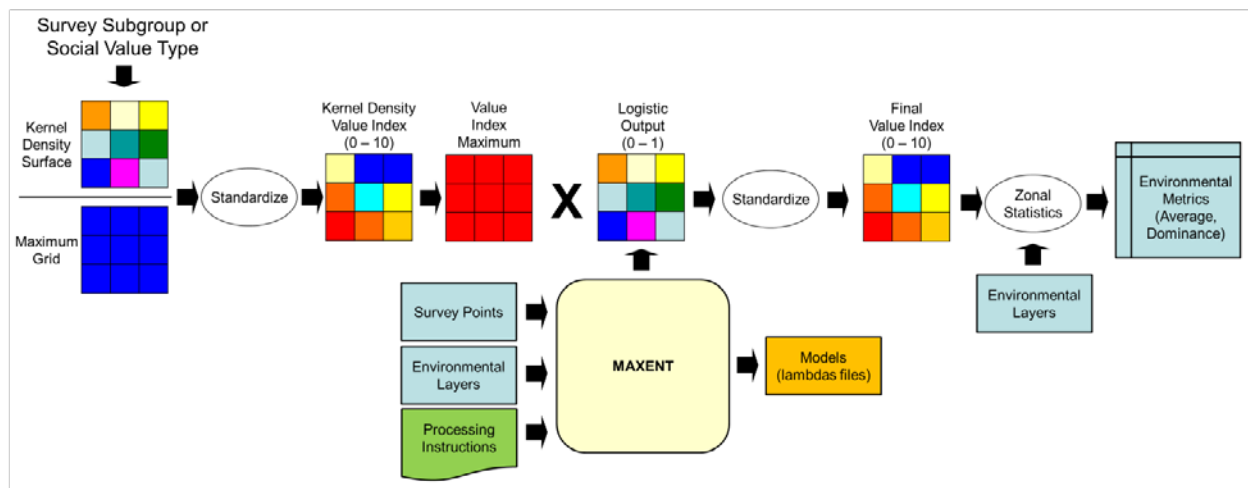 Survey Subgroup or
Social Value Type
Kernel
Density
Surface
Maximum
Grid
Standardize
Kernel Density
Value Index
(0 – 10)
Value
Index
Maximum
X
Logistic
Output
(0 – 1)
Standardize
Final
Value Index
(0 – 10)
Zonal
Statistics
Environmental
Metrics
(Average,
Dominance)
Environmental
Layers
Survey Points
Environmental
Layers
Processing
Instructions
MAXENT
Models
(lambdas files)